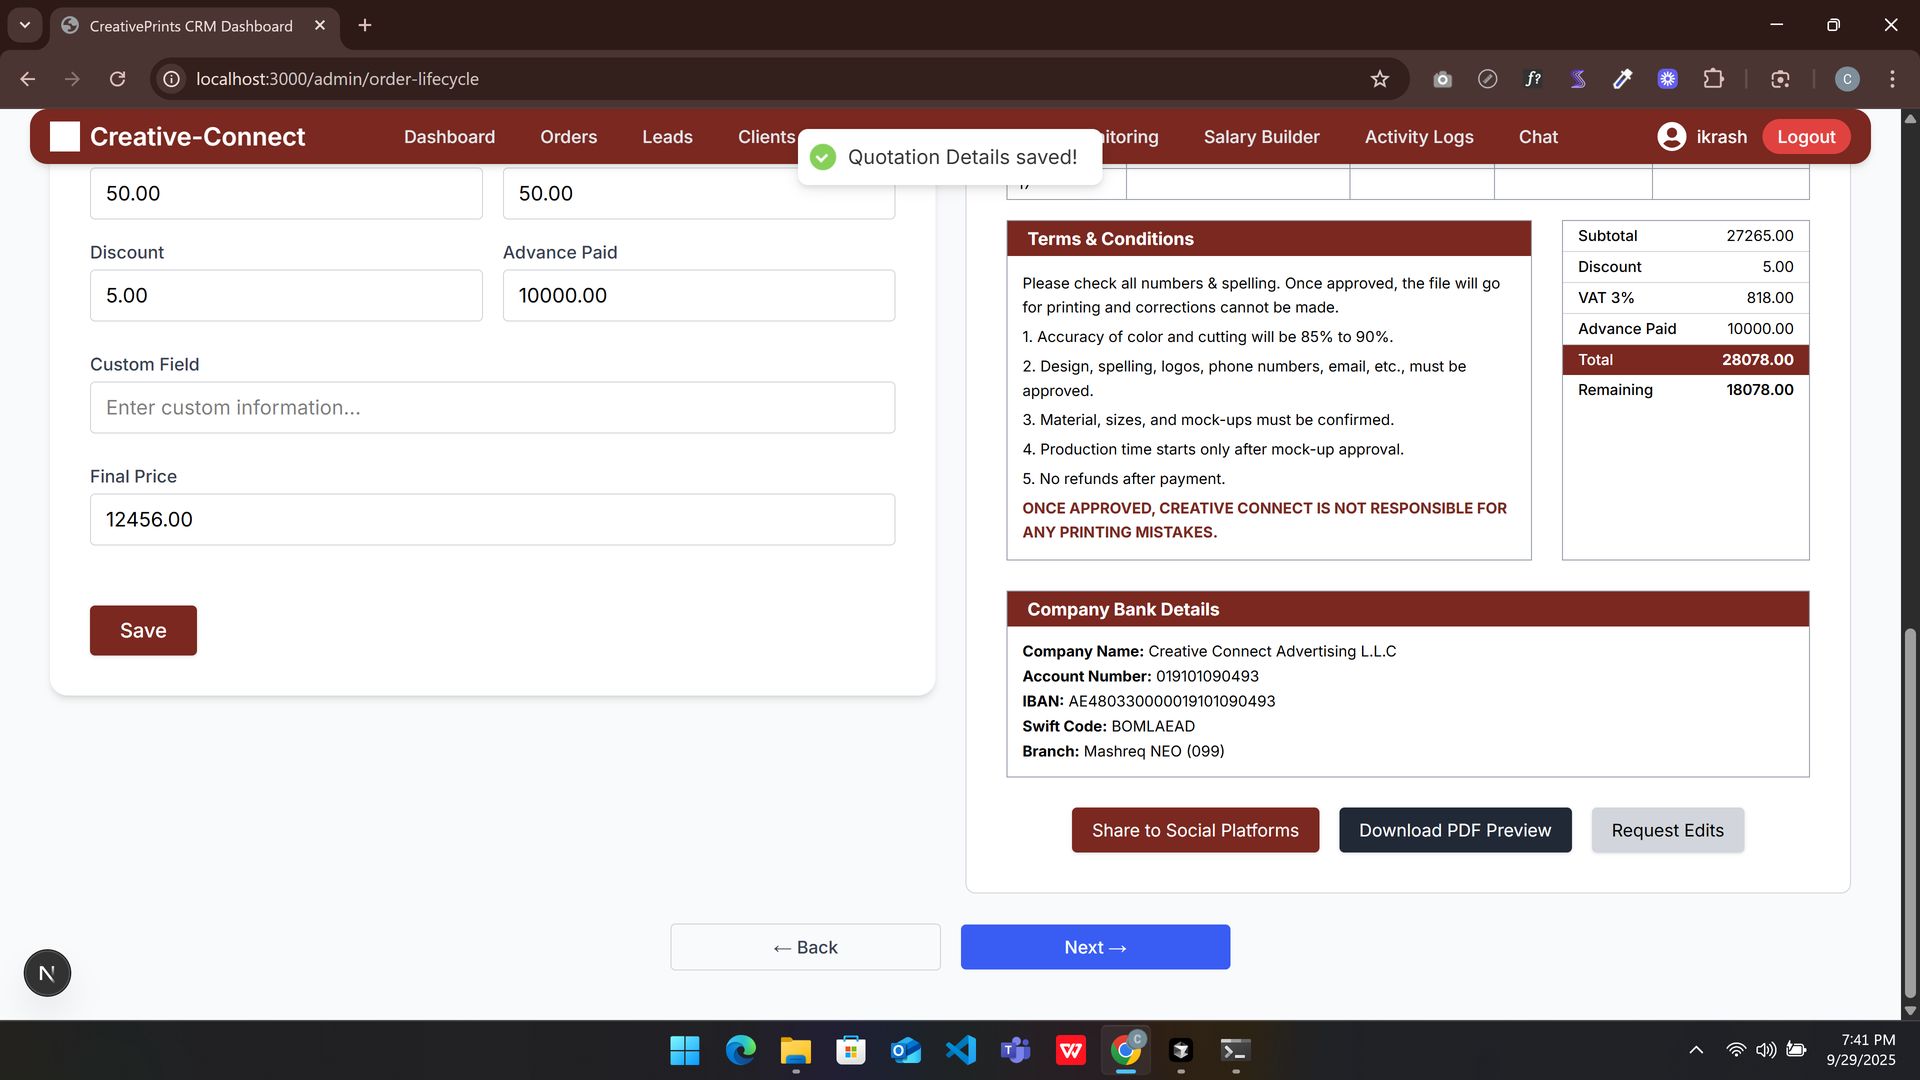 CreativePrints CRM Dashboard
localhost:3000/admin/order-lifecycle
f?
C
Creative-Connect
Dashboard
Orders
Leads
Clients
nitoring
Salary Builder
Activity Logs
Chat
ikrash
Logout
Quotation Details saved!
50.00
50.00
Discount
Advance Paid
5.00
10000.00
Custom Field
Enter custom information...
Final Price
12456.00
Save
17
Terms & Conditions
Please check all numbers & spelling. Once approved, the file will go
for printing and corrections cannot be made.
1. Accuracy of color and cutting will be 85% to 90%.
2. Design, spelling, logos, phone numbers, email, etc., must be
approved.
3. Material, sizes, and mock-ups must be confirmed.
4. Production time starts only after mock-up approval.
5. No refunds after payment.
ONCE APPROVED, CREATIVE CONNECT IS NOT RESPONSIBLE FOR
ANY PRINTING MISTAKES.
Subtotal 27265.00
Discount 5.00
VAT 3% 818.00
Advance Paid 10000.00
Total 28078.00
Remaining 18078.00
Company Bank Details
Company Name: Creative Connect Advertising L.L.C
Account Number: 019101090493
IBAN: AE480330000019101090493
Swift Code: BOMLAEAD
Branch: Mashreq NEO (099)
Share to Social Platforms
Download PDF Preview
Request Edits
← Back
Next →
N
7:41 PM
9/29/2025